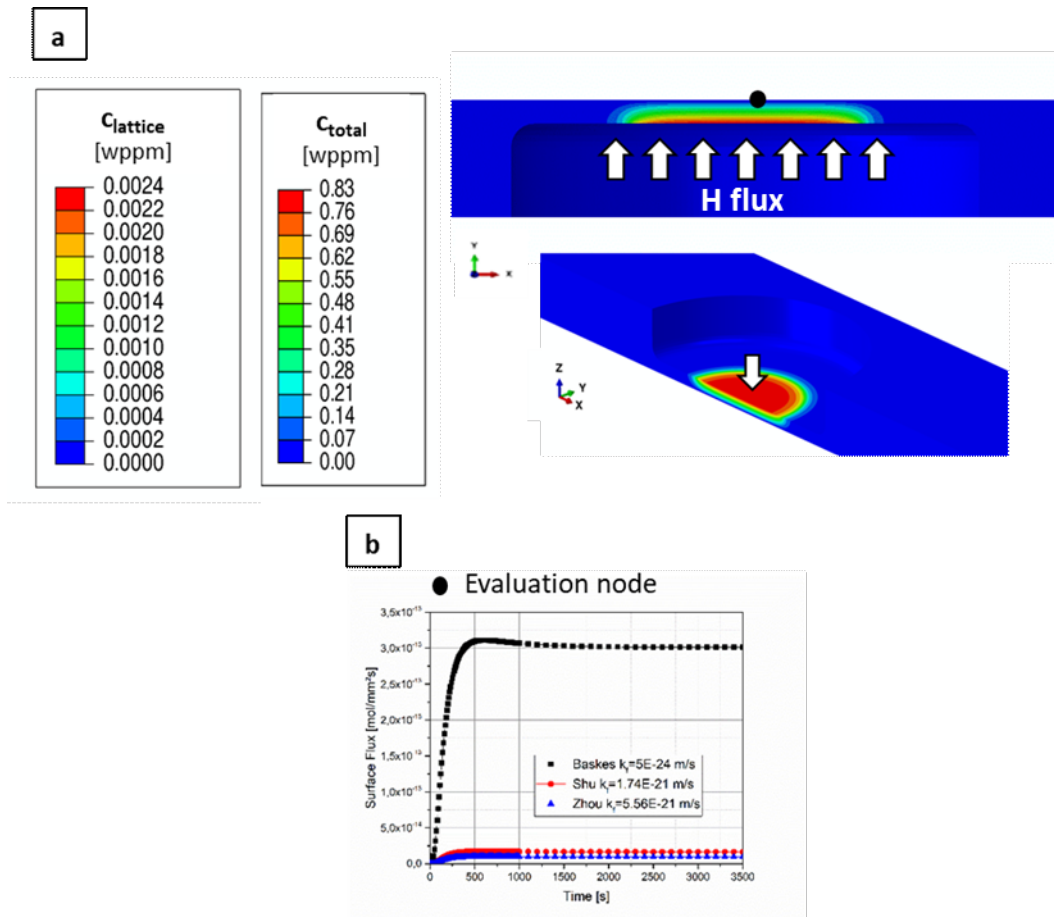 a
Clattice
[wppm]
0.0024
0.0022
0.0020
0.0018
0.0016
0.0014
0.0012
0.0010
0.0008
0.0006
0.0004
0.0002
0.0000
Ctotal
[wppm]
0.83
0.76
0.69
0.62
0.55
0.48
0.41
0.35
0.28
0.21
0.14
0.07
0.00
H flux
Y
X
Z
Y
X
b
Evaluation node
3,5x10⁻¹³
3,0x10⁻¹³
2,5x10⁻¹³
2,0x10⁻¹³
1,5x10⁻¹³
1,0x10⁻¹³
5,0x10⁻¹⁴
0,0
Surface Flux [mol/mm²s]
Baskes kf=5E-24 m/s
Shu kf=1.74E-21 m/s
Zhou kf=5.56E-21 m/s
0 500 1000 1500 2000 2500 3000 3500
Time [s]